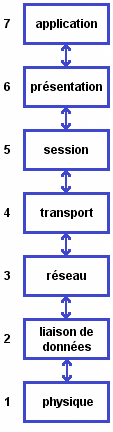 7 application
6 présentation
5 session
4 transport
3 réseau
2 liaison de
données
1 physique